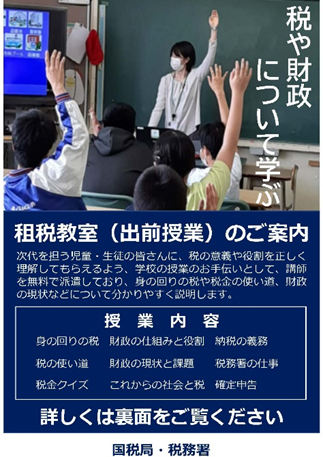 税や財政
について学ぶ
租税教室（出前授業）のご案内
次代を担う児童・生徒の皆さんに、税の意義や役割を正しく
理解してもらえるよう、学校の授業のお手伝いとして、講師
を無料で派遣しており、身の回りの税や税金の使い道、財政
の現状などについて分かりやすく説明します。
授業内容
身の回りの税　財政の仕組みと役割　納税の義務
税の使い道　財政の現状と課題　税務署の仕事
税金クイズ　これからの社会と税　確定申告
詳しくは裏面をご覧ください
国税局・税務署